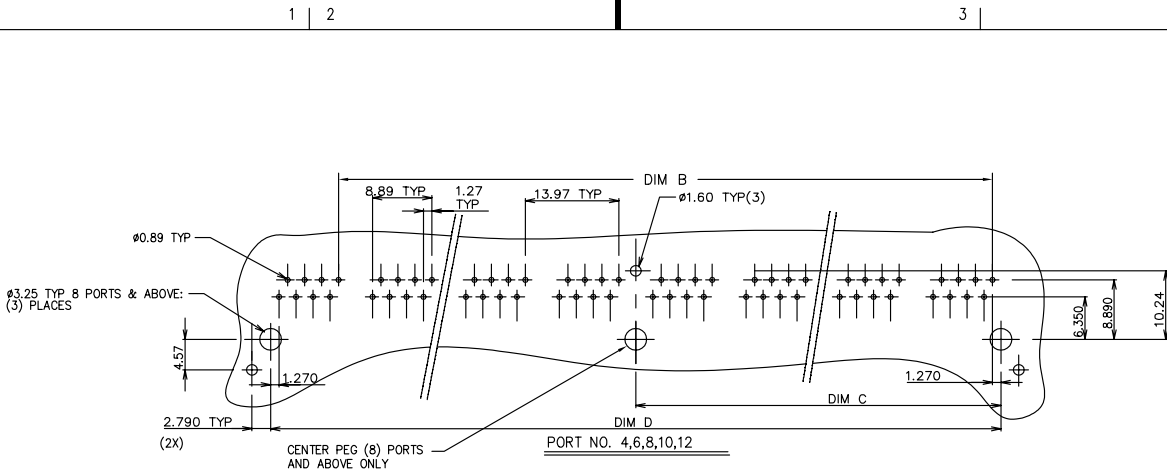 1 2 3
DIM B
8.89 TYP
1.27
TYP
13.97 TYP
ø1.60 TYP(3)
ø0.89 TYP
ø3.25 TYP 8 PORTS & ABOVE:
(3) PLACES
6.350
8.890
10.24
4.57
1.270
1.270
DIM C
2.790 TYP
(2X)
DIM D
CENTER PEG (8) PORTS
AND ABOVE ONLY
PORT NO. 4,6,8,10,12